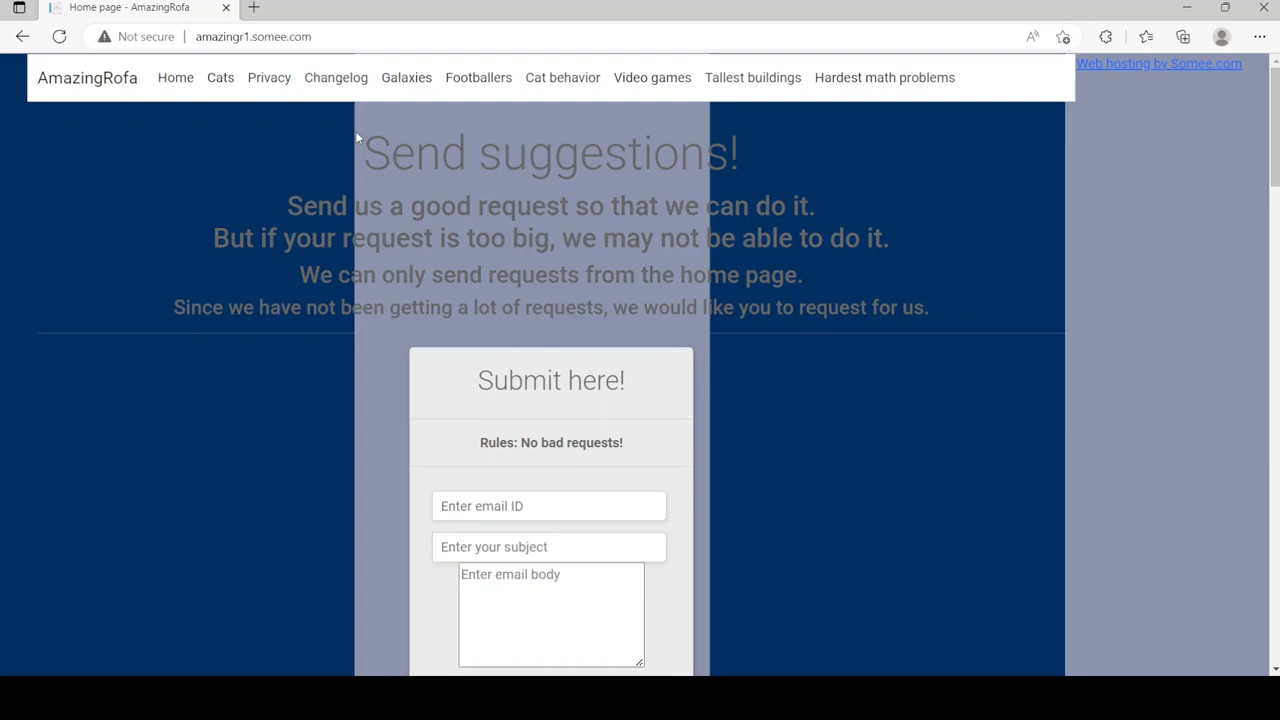 Home page - AmazingRofa
Not secure
amazingr1.somee.com
AmazingRofa Home Cats Privacy Changelog Galaxies Footballers Cat behavior Video games Tallest buildings Hardest math problems
Web hosting by Somee.com
Send suggestions!
Send us a good request so that we can do it.
But if your request is too big, we may not be able to do it.
We can only send requests from the home page.
Since we have not been getting a lot of requests, we would like you to request for us.
Submit here!
Rules: No bad requests!
Enter email ID
Enter your subject
Enter email body